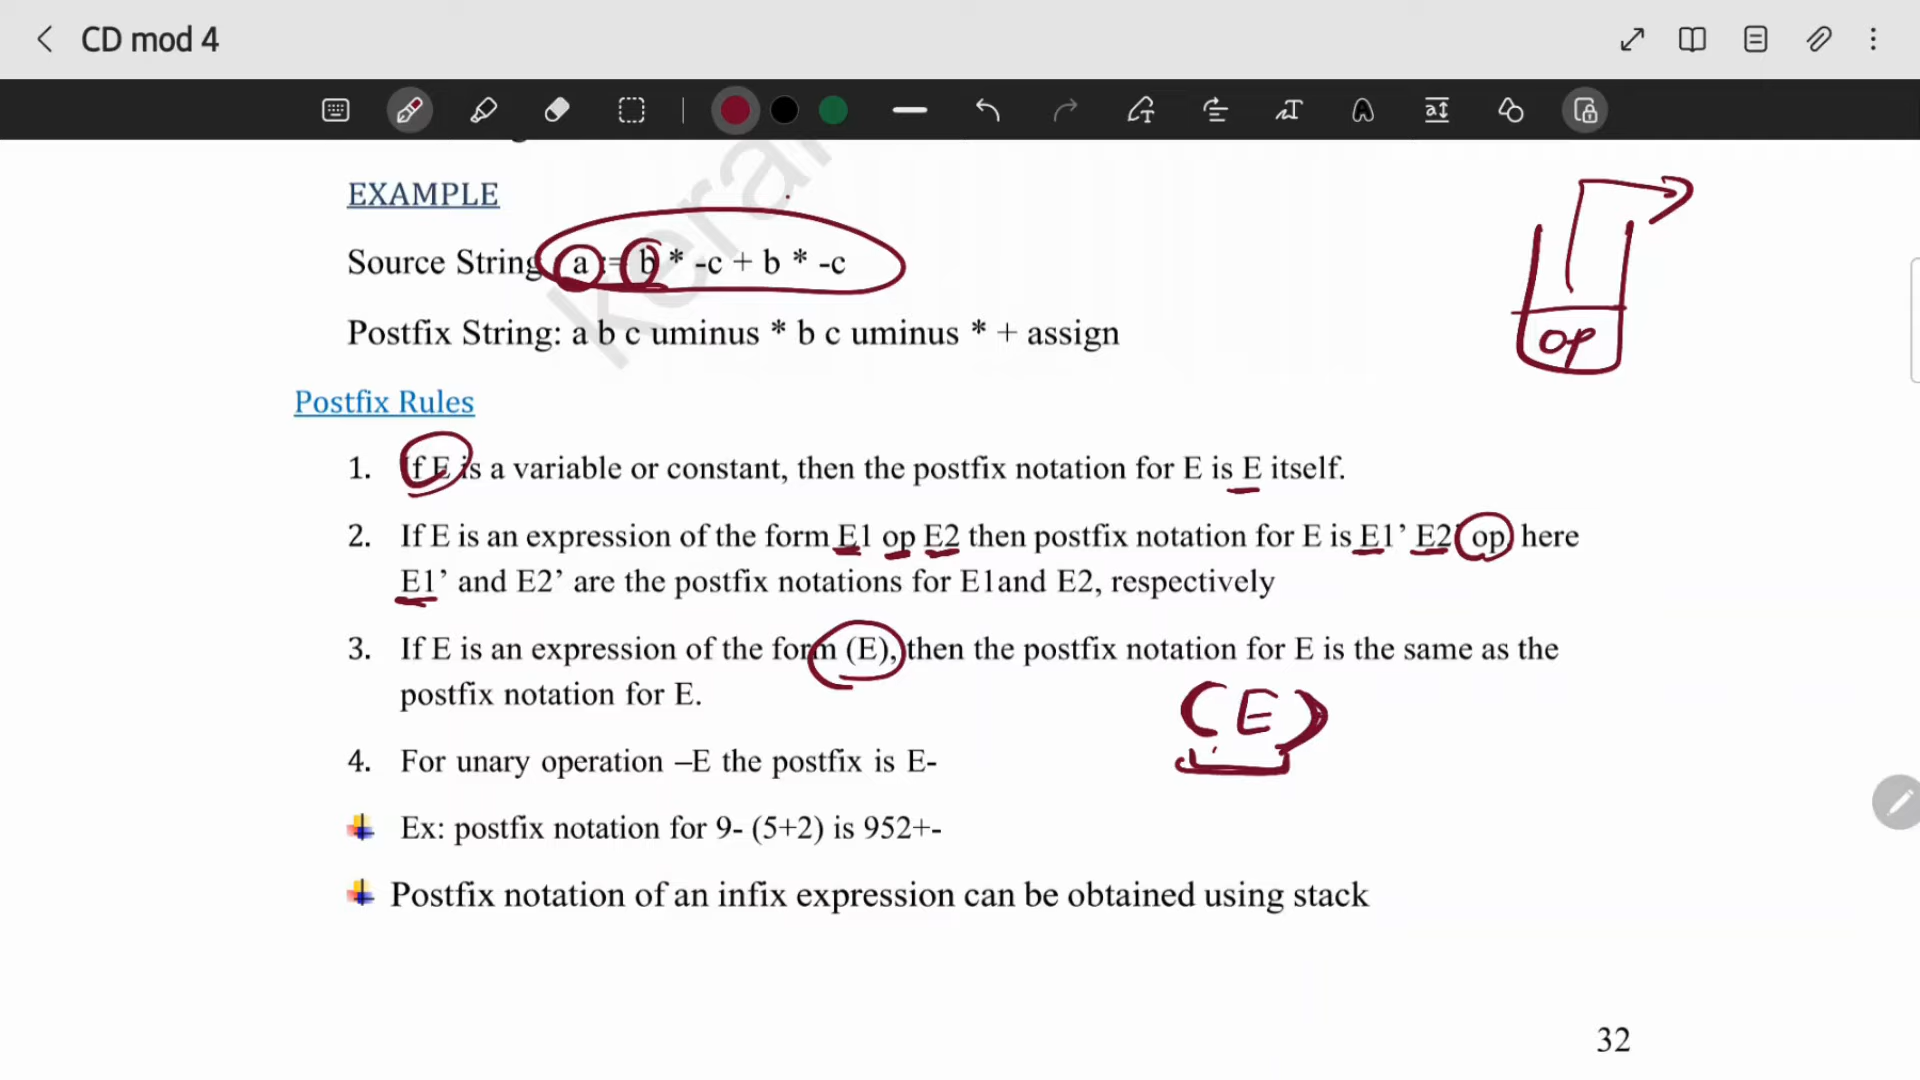 CD mod 4
EXAMPLE
Source String a := b * -c + b * -c
op
Postfix String: a b c uminus * b c uminus * + assign
Postfix Rules
1. If E is a variable or constant, then the postfix notation for E is E itself.
2. If E is an expression of the form E1 op E2 then postfix notation for E is E1’ E2’ op, here
E1’ and E2’ are the postfix notations for E1and E2, respectively
3. If E is an expression of the form (E), then the postfix notation for E is the same as the
postfix notation for E.
(E)
4. For unary operation –E the postfix is E-
Ex: postfix notation for 9- (5+2) is 952+-
Postfix notation of an infix expression can be obtained using stack
32